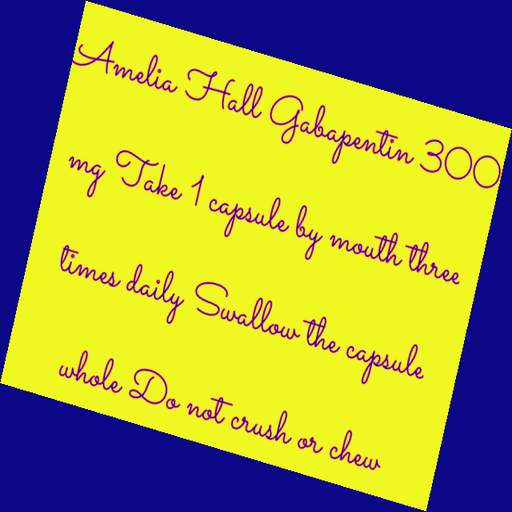 Amelia Hall Gabapentin 300
mg Take 1 capsule by mouth three
times daily Swallow the capsule
whole Do not crush or chew